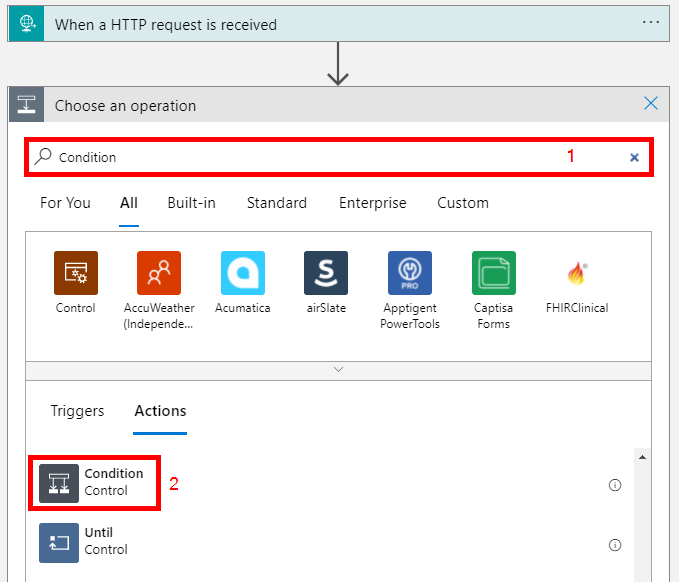 When a HTTP request is received
Choose an operation
Condition 1
For You All Built-in Standard Enterprise Custom
S PRO
Control AccuWeather Acumatica airSlate Apptigent Captisa FHIRClinical
(Independe... PowerTools Forms
Triggers Actions
Condition
Control
2
Until
Control